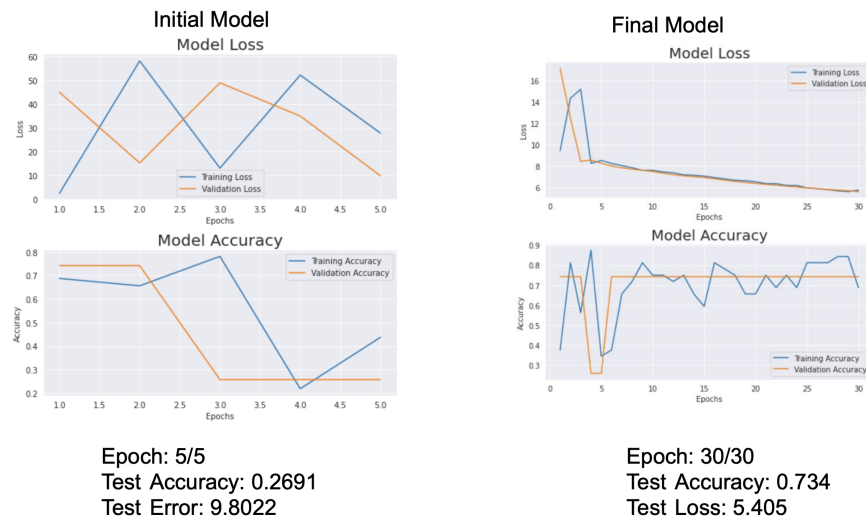 Initial Model
Model Loss
60
50
40
30
20
10
0
Loss
Training Loss
Validation Loss
1.0 1.5 2.0 2.5 3.0 3.5 4.0 4.5 5.0
Epochs
Model Accuracy
0.8
0.7
0.6
0.5
0.4
0.3
0.2
Accuracy
Training Accuracy
Validation Accuracy
1.0 1.5 2.0 2.5 3.0 3.5 4.0 4.5 5.0
Epochs
Epoch: 5/5
Test Accuracy: 0.2691
Test Error: 9.8022
Final Model
Model Loss
16
14
12
10
8
6
Loss
Training Loss
Validation Loss
0 5 10 15 20 25 30
Epochs
Model Accuracy
0.9
0.8
0.7
0.6
0.5
0.4
0.3
Accuracy
Training Accuracy
Validation Accuracy
0 5 10 15 20 25 30
Epochs
Epoch: 30/30
Test Accuracy: 0.734
Test Loss: 5.405